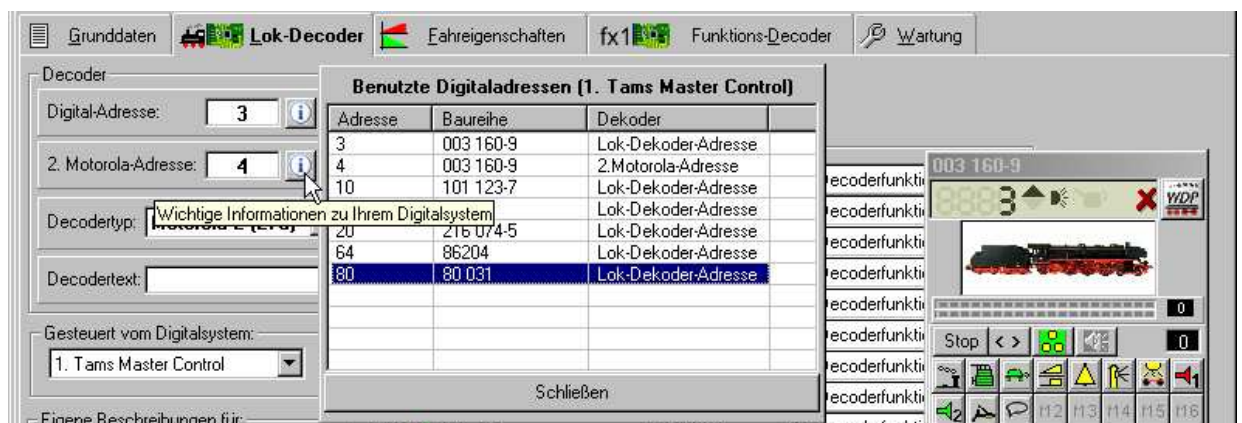 Grunddaten Lok-Decoder Fahreigenschaften fx1 Funktions-Decoder Wartung
Decoder
Digital-Adresse: 3
2. Motorola-Adresse: 4
Decodertyp:
Decodertext:
Gesteuert vom Digitalsystem:
1. Tams Master Control
Eigene Beschreibungen für:
Benutzte Digitaladressen (1. Tams Master Control)
Adresse Baureihe Dekoder
3 003 160-9 Lok-Dekoder-Adresse
4 003 160-9 2.Motorola-Adresse
10 101 123-7 Lok-Dekoder-Adresse
Wichtige Informationen zu Ihrem Digitalsystem
Lok-Dekoder-Adresse
20 216 074-5 Lok-Dekoder-Adresse
64 86204 Lok-Dekoder-Adresse
80 80 031 Lok-Dekoder-Adresse
Schließen
003 160-9
3 WDP
0
Stop < > 0
1
2 f12 f13 f14 f15 f16